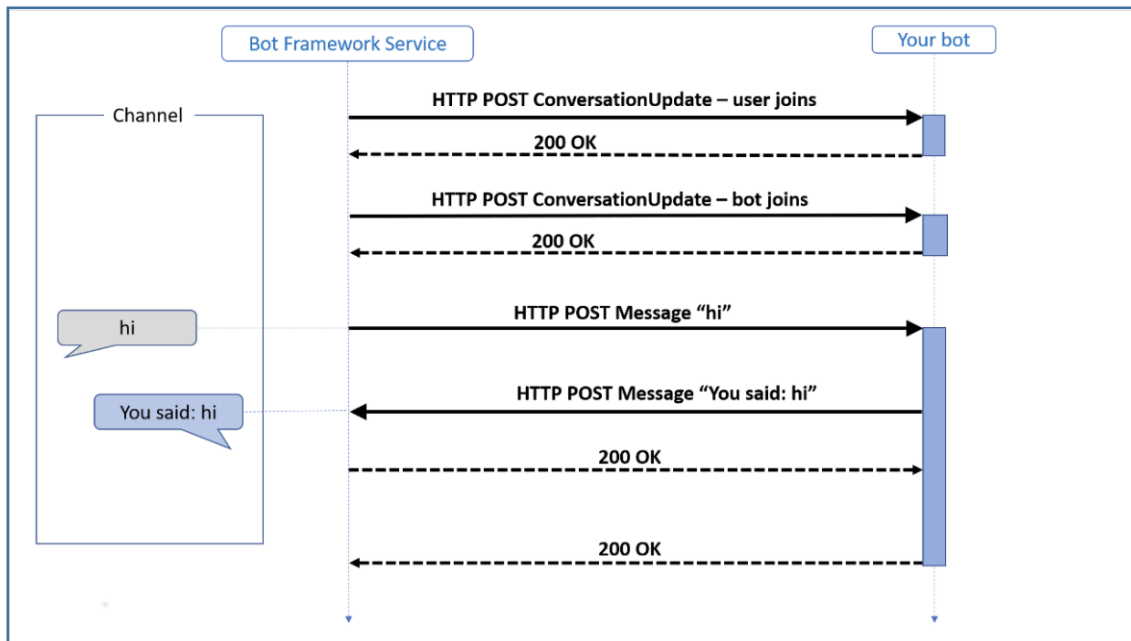 Bot Framework Service
Your bot
HTTP POST ConversationUpdate – user joins
Channel
200 OK
HTTP POST ConversationUpdate – bot joins
200 OK
HTTP POST Message “hi”
hi
HTTP POST Message “You said: hi”
You said: hi
200 OK
200 OK